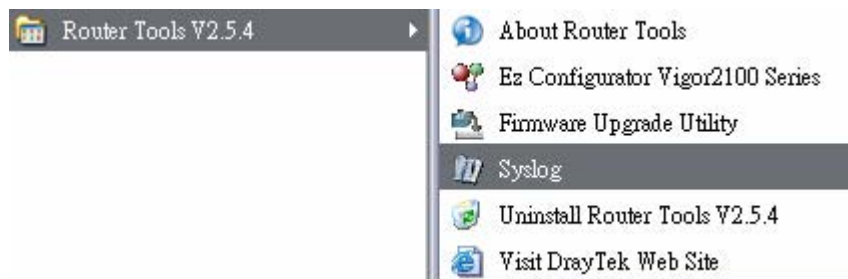 Router Tools V2.5.4
About Router Tools
Ez Configurator Vigor2100 Series
Firmware Upgrade Utility
Syslog
Uninstall Router Tools V2.5.4
Visit DrayTek Web Site